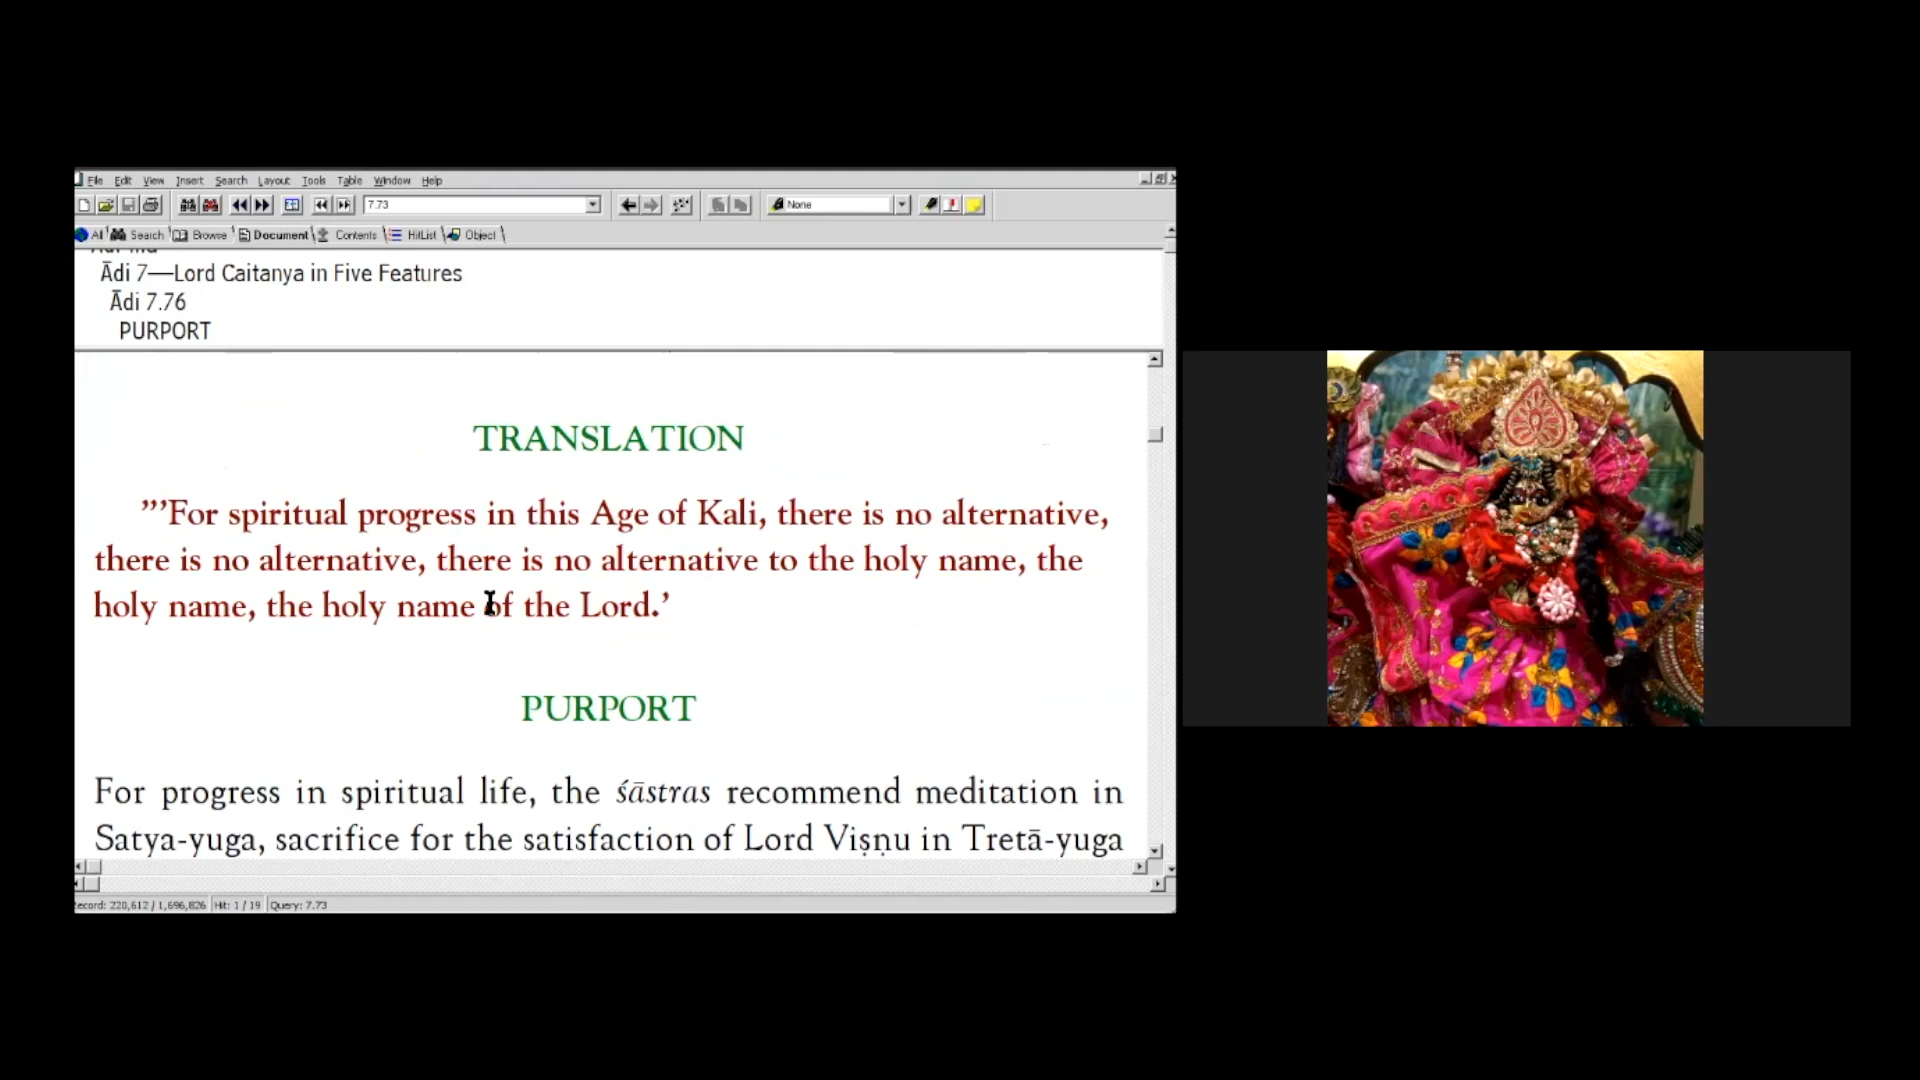 File Edit View Insert Search Layout Tools Table Window Help
7.73
None
All Search Browse Document Contents HitList Object
Ādi 7—Lord Caitanya in Five Features
Ādi 7.76
PURPORT
TRANSLATION
”’For spiritual progress in this Age of Kali, there is no alternative,
there is no alternative, there is no alternative to the holy name, the
holy name, the holy name of the Lord.’
PURPORT
For progress in spiritual life, the śāstras recommend meditation in
Satya-yuga, sacrifice for the satisfaction of Lord Viṣṇu in Tretā-yuga
ecord: 220,612 / 1,696,826 Hit: 1 / 19 Query: 7.73